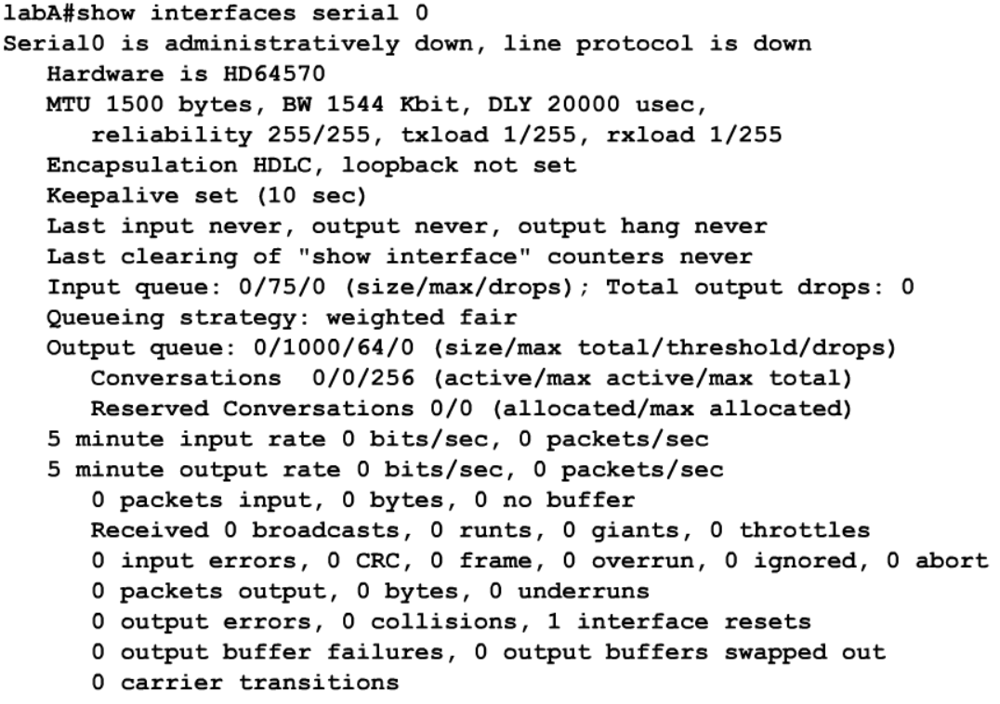 labA#show interfaces serial 0
Serial0 is administratively down, line protocol is down
Hardware is HD64570
MTU 1500 bytes, BW 1544 Kbit, DLY 20000 usec,
reliability 255/255, txload 1/255, rxload 1/255
Encapsulation HDLC, loopback not set
Keepalive set (10 sec)
Last input never, output never, output hang never
Last clearing of "show interface" counters never
Input queue: 0/75/0 (size/max/drops); Total output drops: 0
Queueing strategy: weighted fair
Output queue: 0/1000/64/0 (size/max total/threshold/drops)
Conversations 0/0/256 (active/max active/max total)
Reserved Conversations 0/0 (allocated/max allocated)
5 minute input rate 0 bits/sec, 0 packets/sec
5 minute output rate 0 bits/sec, 0 packets/sec
0 packets input, 0 bytes, 0 no buffer
Received 0 broadcasts, 0 runts, 0 giants, 0 throttles
0 input errors, 0 CRC, 0 frame, 0 overrun, 0 ignored, 0 abort
0 packets output, 0 bytes, 0 underruns
0 output errors, 0 collisions, 1 interface resets
0 output buffer failures, 0 output buffers swapped out
0 carrier transitions